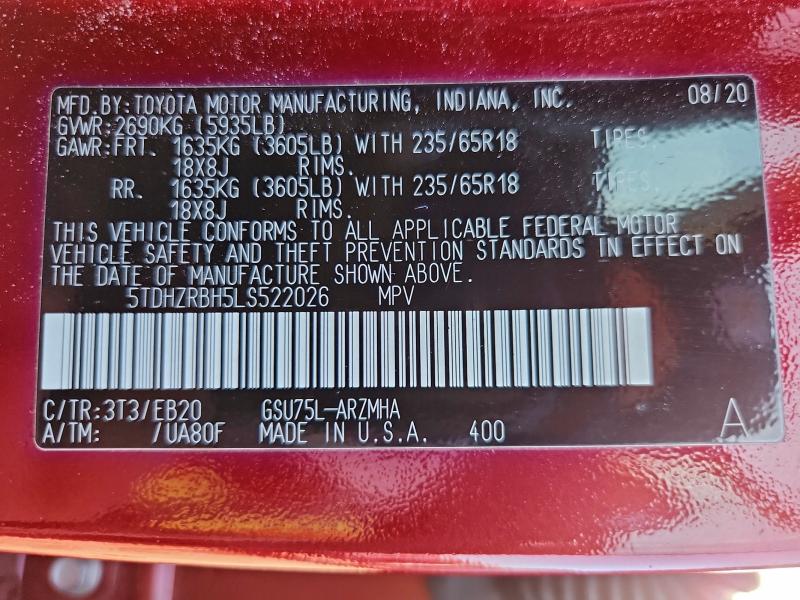 MFD.BY:TOYOTA MOTOR MANUFACTURING, INDIANA, INC. 08/20
GVWR:2690KG (5935LB)
GAWR:FRT. 1635KG (3605LB) WITH 235/65R18 TIRES,
18X8J RIMS.
RR. 1635KG (3605LB) WITH 235/65R18 TIRES,
18X8J RIMS.
THIS VEHICLE CONFORMS TO ALL APPLICABLE FEDERAL MOTOR
VEHICLE SAFETY AND THEFT PREVENTION STANDARDS IN EFFECT ON
THE DATE OF MANUFACTURE SHOWN ABOVE.
5TDHZRBH5LS522026 MPV
C/TR:3T3/EB20 GSU75L-ARZMHA
A/TM: /UA80F MADE IN U.S.A. 400 A